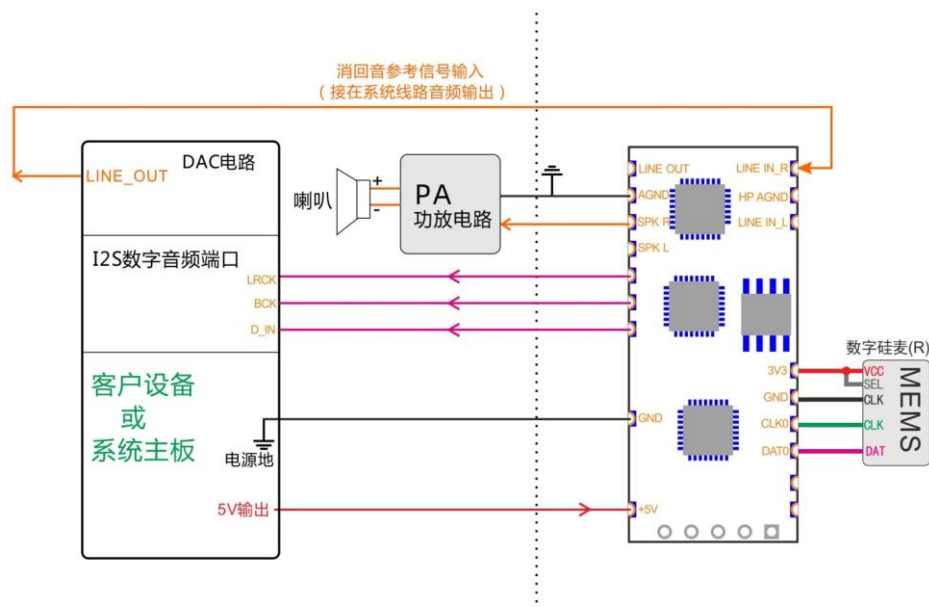 消回音参考信号输入
（接在系统线路音频输出）
DAC电路
LINE_OUT
I2S数字音频端口
LRCK
BCK
D_IN
客户设备
或
系统主板
电源地
5V输出
喇叭
+
-
PA
功放电路
LINE OUT
AGND
SPK R
SPK L
GND
+5V
LINE IN_R
HP AGND
LINE IN_L
3V3
GND
CLK0
DAT0
数字硅麦(R)
VCC
SEL
CLK
CLK
DAT
MEMS